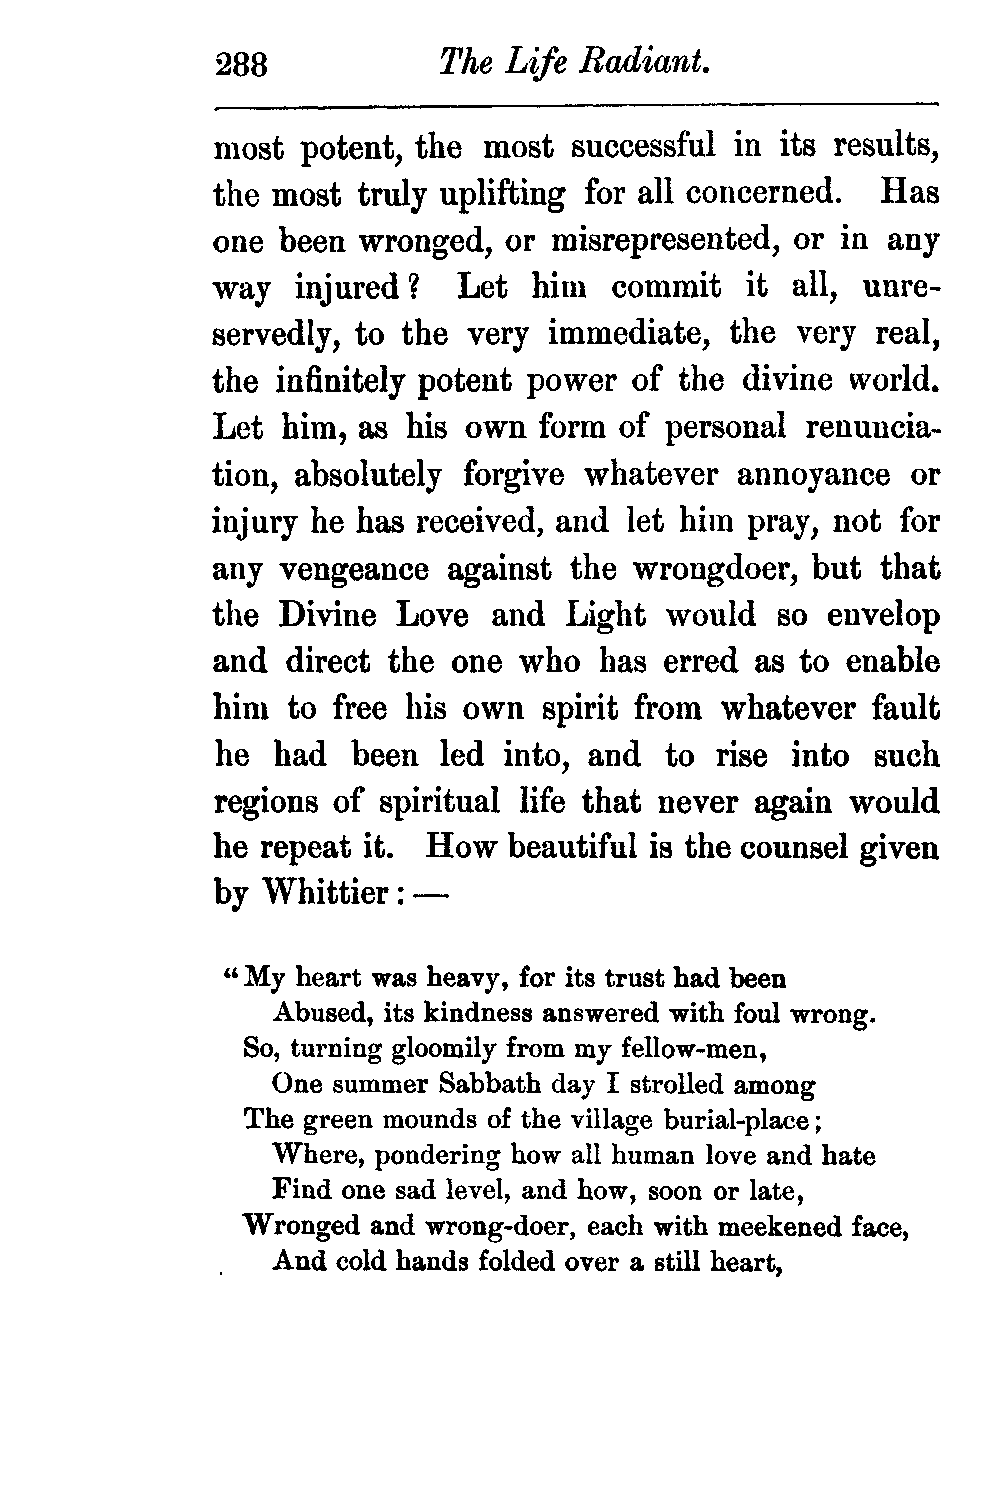 288 The Life Radiant.
most potent, the most successful in its results,
the most truly uplifting for all concerned. Has
one been wronged, or misrepresented, or in any
way injured? Let him commit it all, unre-
servedly, to the very immediate, the very real,
the infinitely potent power of the divine world.
Let him, as his own form of personal renuncia-
tion, absolutely forgive whatever annoyance or
injury he has received, and let him pray, not for
any vengeance against the wrongdoer, but that
the Divine Love and Light would so envelop
and direct the one who has erred as to enable
him to free his own spirit from whatever fault
he had been led into, and to rise into such
regions of spiritual life that never again would
he repeat it. How beautiful is the counsel given
by Whittier: —
“My heart was heavy, for its trust had been
Abused, its kindness answered with foul wrong.
So, turning gloomily from my fellow-men,
One summer Sabbath day I strolled among
The green mounds of the village burial-place;
Where, pondering how all human love and hate
Find one sad level, and how, soon or late,
Wronged and wrong-doer, each with meekened face,
And cold hands folded over a still heart,